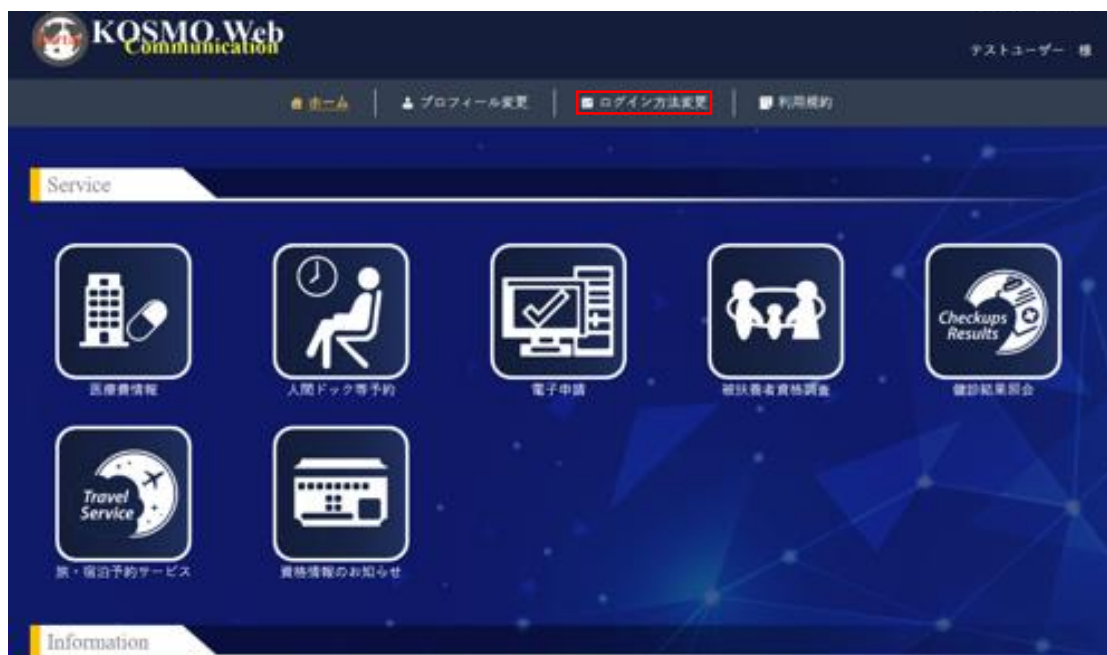 Portal
KOSMO Web
Communication
テストユーザー 様
ホーム
プロフィール変更
ログイン方法変更
利用規約
Service
医療費情報
人間ドック等予約
電子申請
被扶養者資格調査
Checkups
Results
健診結果照会
Travel
Service
旅・宿泊予約サービス
資格情報のお知らせ
Information